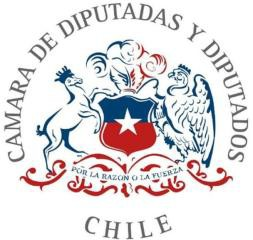 CAMARA DE DIPUTADAS Y DIPUTADOS
POR LA RAZON O LA FUERZA
CHILE